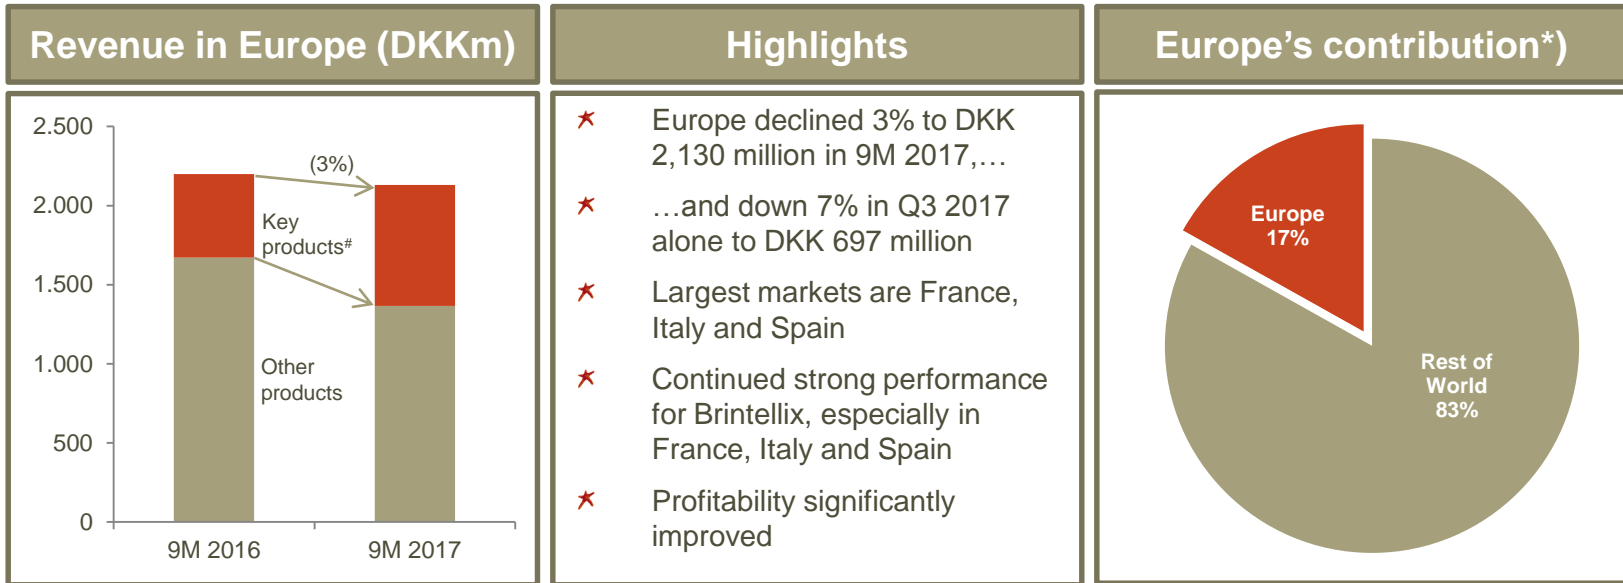 Revenue in Europe (DKKm)
2.500
2.000
1.500
1.000
500
0
(3%)
Key
products#
Other
products
9M 2016
9M 2017
Highlights
Europe declined 3% to DKK
2,130 million in 9M 2017,…
…and down 7% in Q3 2017
alone to DKK 697 million
Largest markets are France,
Italy and Spain
Continued strong performance
for Brintellix, especially in
France, Italy and Spain
Profitability significantly
improved
Europe's contribution*)
Europe
17%
Rest of
World
83%